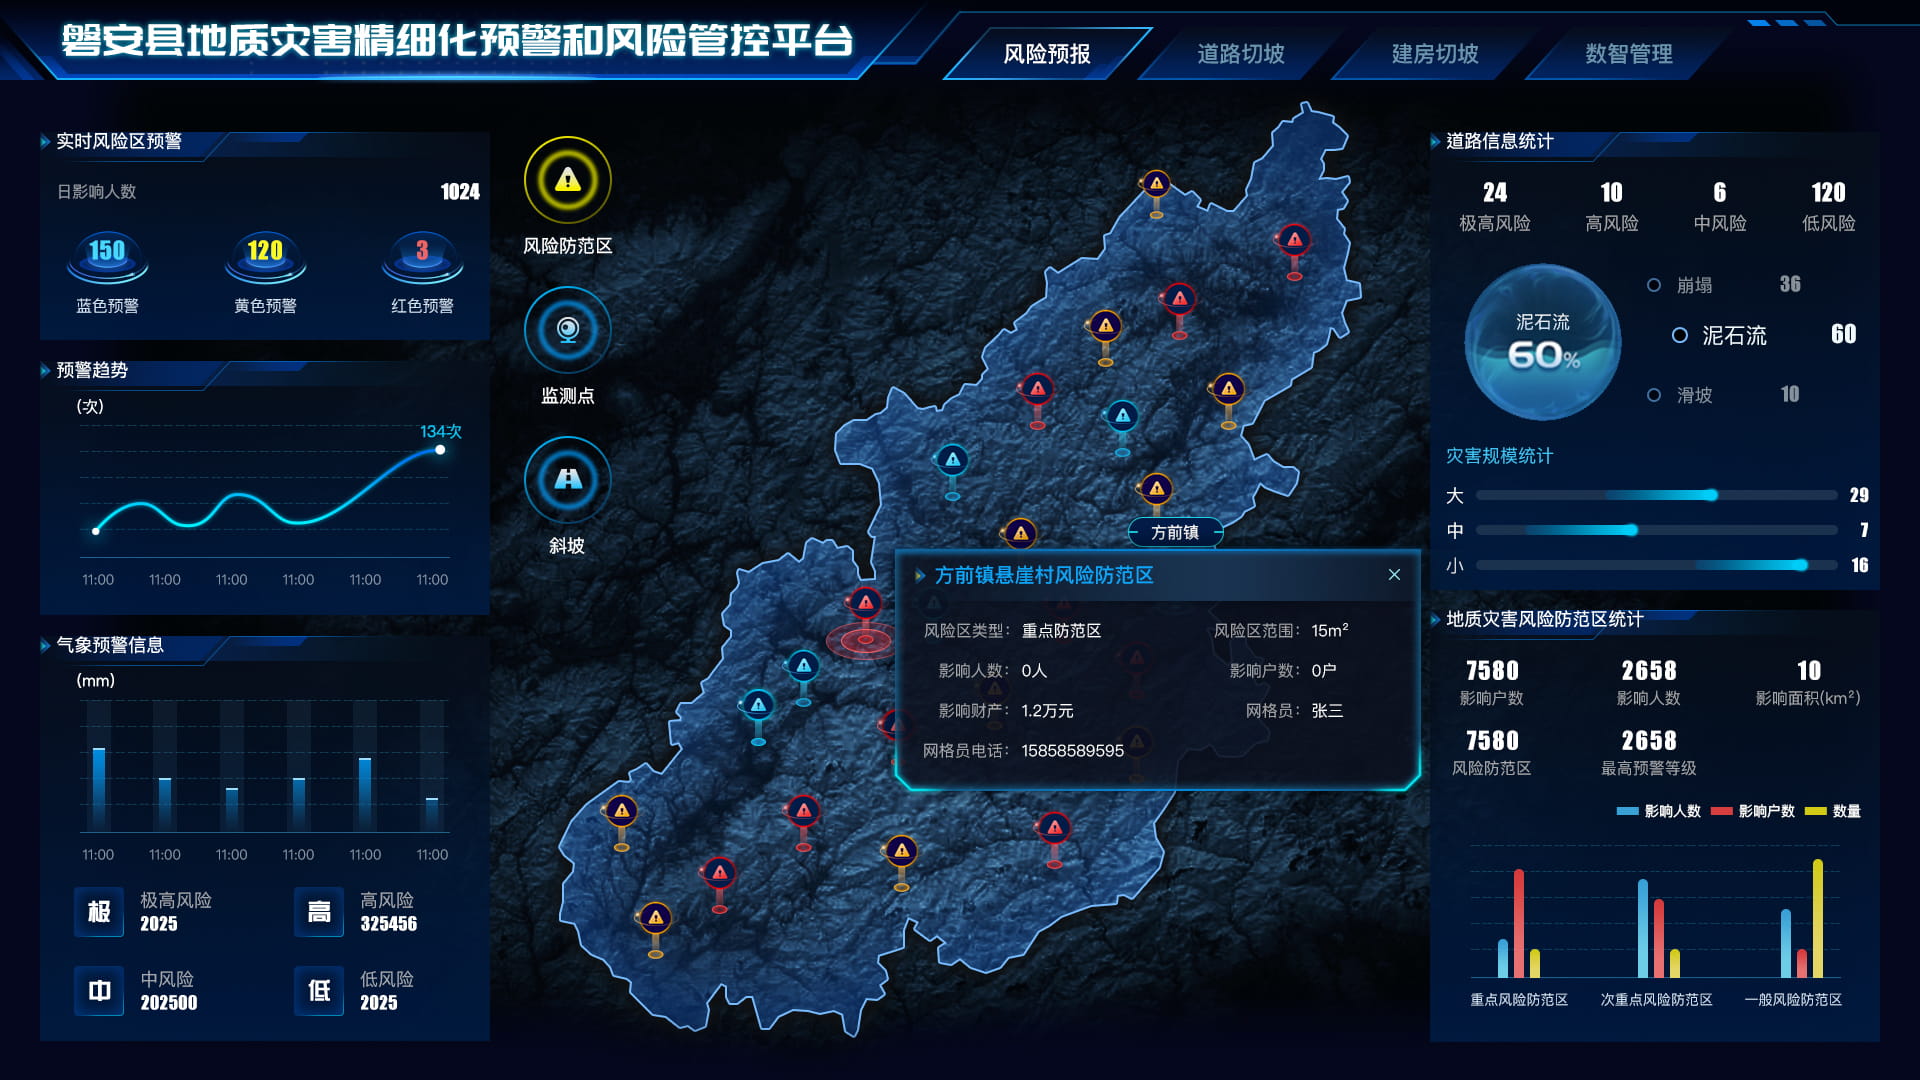 磐安县地质灾害精细化预警和风险管控平台
风险预报
道路切坡
建房切坡
数智管理
实时风险区预警
日影响人数 1024
150 120 3
蓝色预警 黄色预警 红色预警
预警趋势
(次)
134次
11:00 11:00 11:00 11:00 11:00 11:00
气象预警信息
(mm)
11:00 11:00 11:00 11:00 11:00 11:00
极 极高风险 2025
高 高风险 325456
中 中风险 202500
低 低风险 2025
风险防范区
监测点
斜坡
方前镇
方前镇悬崖村风险防范区
风险区类型: 重点防范区 风险区范围: 15m²
影响人数: 0人 影响户数: 0户
影响财产: 1.2万元 网格员: 张三
网格员电话: 15858589595
道路信息统计
24 10 6 120
极高风险 高风险 中风险 低风险
泥石流
60%
崩塌 36
泥石流 60
滑坡 10
灾害规模统计
大 29
中 7
小 16
地质灾害风险防范区统计
7580 2658 10
影响户数 影响人数 影响面积(km²)
7580 2658
风险防范区 最高预警等级
影响人数 影响户数 数量
重点风险防范区 次重点风险防范区 一般风险防范区